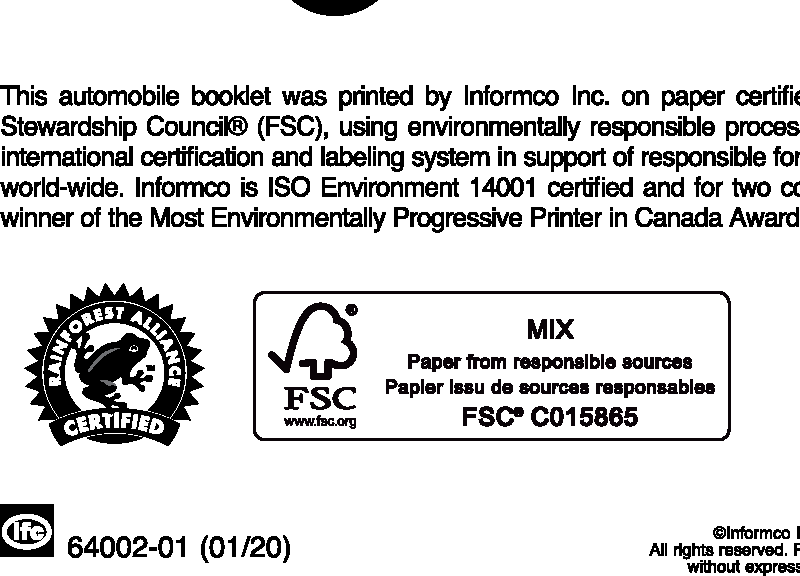 This automobile booklet was printed by Informco Inc. on paper certifie
Stewardship Council® (FSC), using environmentally responsible proces
international certification and labeling system in support of responsible for
world-wide. Informco is ISO Environment 14001 certified and for two co
winner of the Most Environmentally Progressive Printer in Canada Award
RAINFOREST ALLIANCE
CERTIFIED
TM
FSC
www.fsc.org
MIX
Paper from responsible sources
Papier issu de sources responsables
FSC® C015865
ifc
64002-01 (01/20)
©Informco I
All rights reserved. R
without express